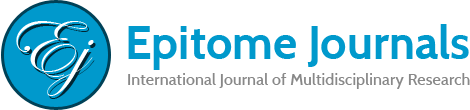 Ej Epitome Journals
International Journal of Multidisciplinary Research